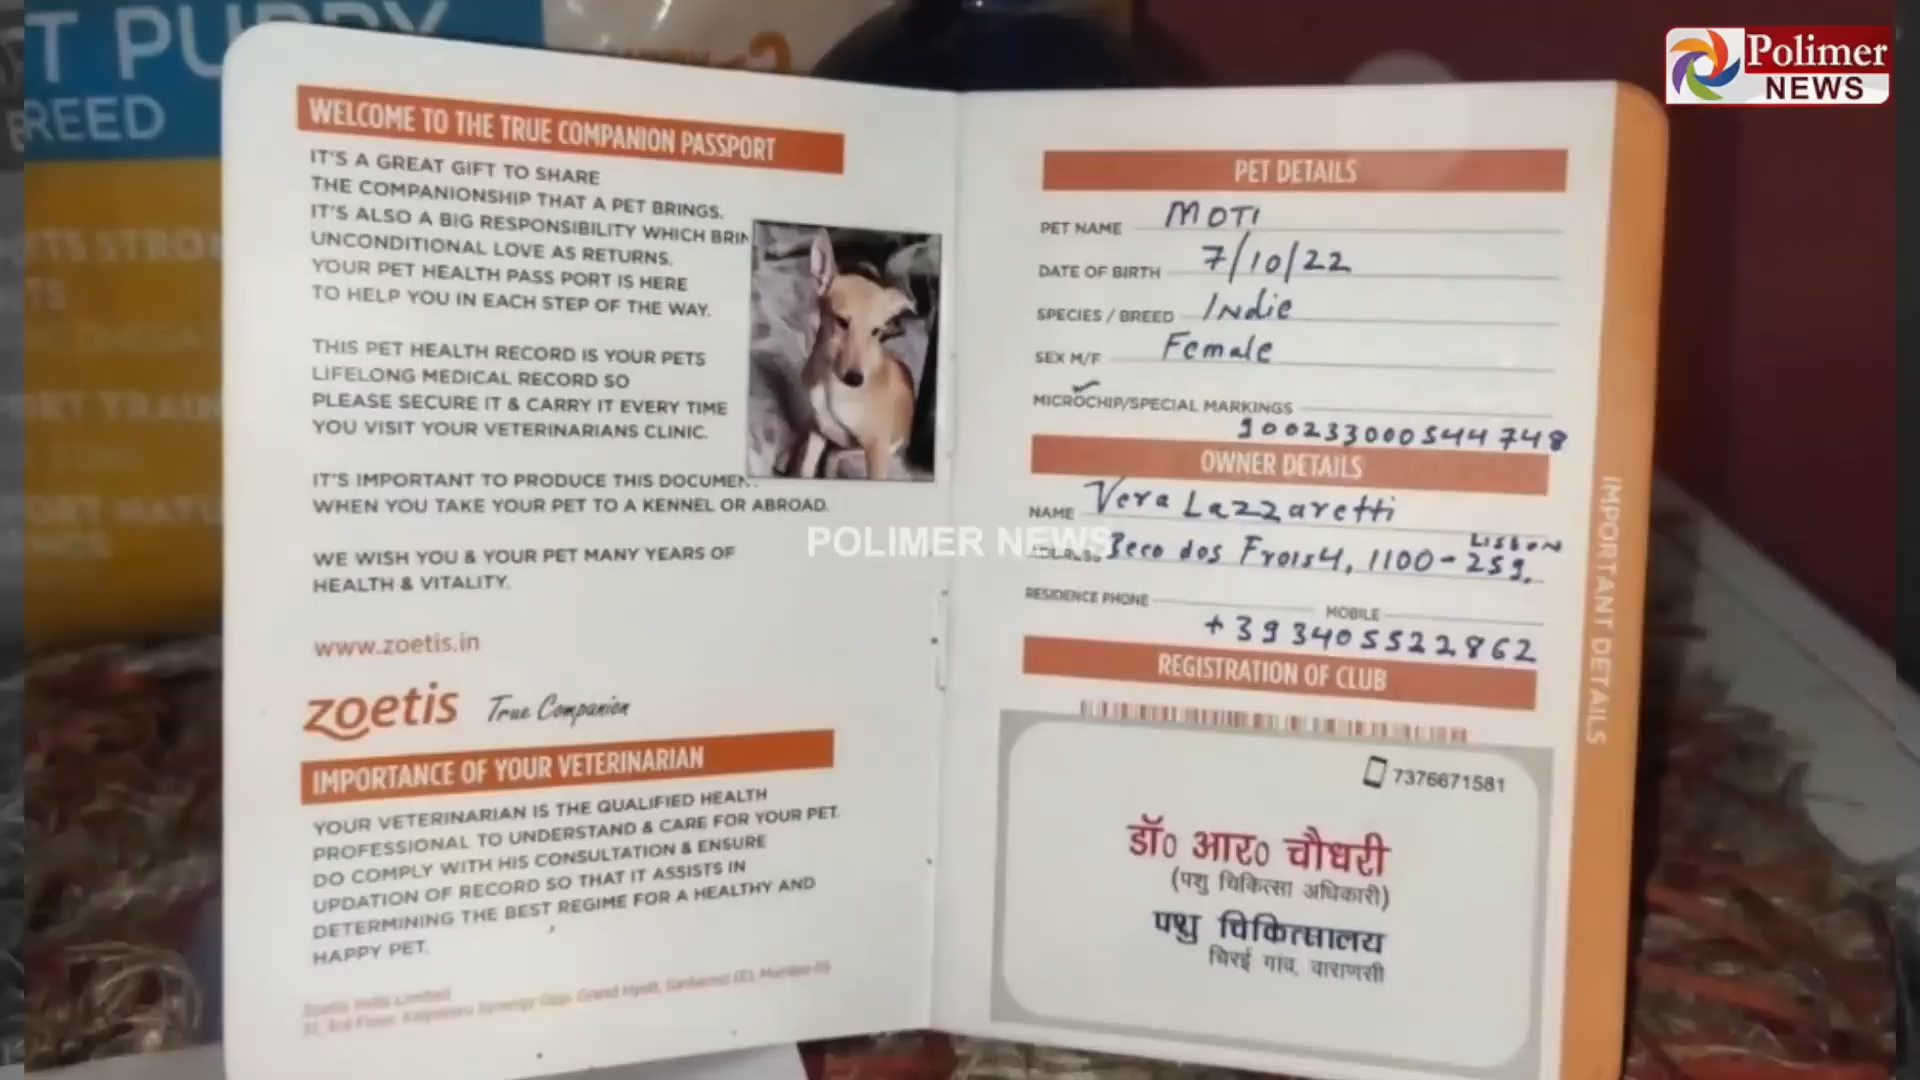 T PUPPY
BREED
Polimer
NEWS
WELCOME TO THE TRUE COMPANION PASSPORT
IT'S A GREAT GIFT TO SHARE
THE COMPANIONSHIP THAT A PET BRINGS.
IT'S ALSO A BIG RESPONSIBILITY WHICH BRIN
UNCONDITIONAL LOVE AS RETURNS.
YOUR PET HEALTH PASS PORT IS HERE
TO HELP YOU IN EACH STEP OF THE WAY.
THIS PET HEALTH RECORD IS YOUR PETS
LIFELONG MEDICAL RECORD SO
PLEASE SECURE IT & CARRY IT EVERY TIME
YOU VISIT YOUR VETERINARIANS CLINIC.
IT'S IMPORTANT TO PRODUCE THIS DOCUMEN
WHEN YOU TAKE YOUR PET TO A KENNEL OR ABROAD.
WE WISH YOU & YOUR PET MANY YEARS OF
HEALTH & VITALITY.
www.zoetis.in
zoetis True Companion
IMPORTANCE OF YOUR VETERINARIAN
YOUR VETERINARIAN IS THE QUALIFIED HEALTH
PROFESSIONAL TO UNDERSTAND & CARE FOR YOUR PET.
DO COMPLY WITH HIS CONSULTATION & ENSURE
UPDATION OF RECORD SO THAT IT ASSISTS IN
DETERMINING THE BEST REGIME FOR A HEALTHY AND
HAPPY PET.
Zoetis India Limited
POLIMER NEWS
PET DETAILS
PET NAME MOTI
DATE OF BIRTH 7/10/22
SPECIES / BREED Indie
SEX M/F Female
MICROCHIP/SPECIAL MARKINGS
900233000544748
OWNER DETAILS
NAME Vera Lazzaretti
LISBON
ADDRESS Beco dos Frois 4, 1100-259.
RESIDENCE PHONE MOBILE
+393405522862
REGISTRATION OF CLUB
7376671581
डॉ0 आर0 चौधरी
(पशु चिकित्सा अधिकारी)
पशु चिकित्सालय
चिरई गाव, वाराणसी
IMPORTANT DETAILS